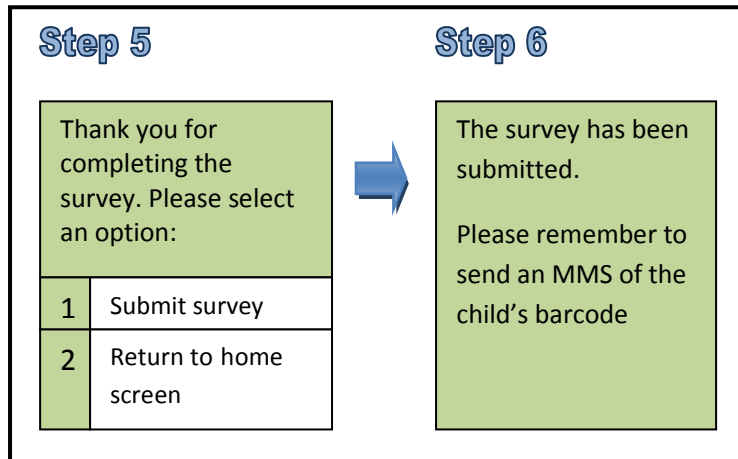 Step 5
Thank you for
completing the
survey. Please select
an option:
1 Submit survey
2 Return to home
screen
Step 6
The survey has been
submitted.
Please remember to
send an MMS of the
child’s barcode